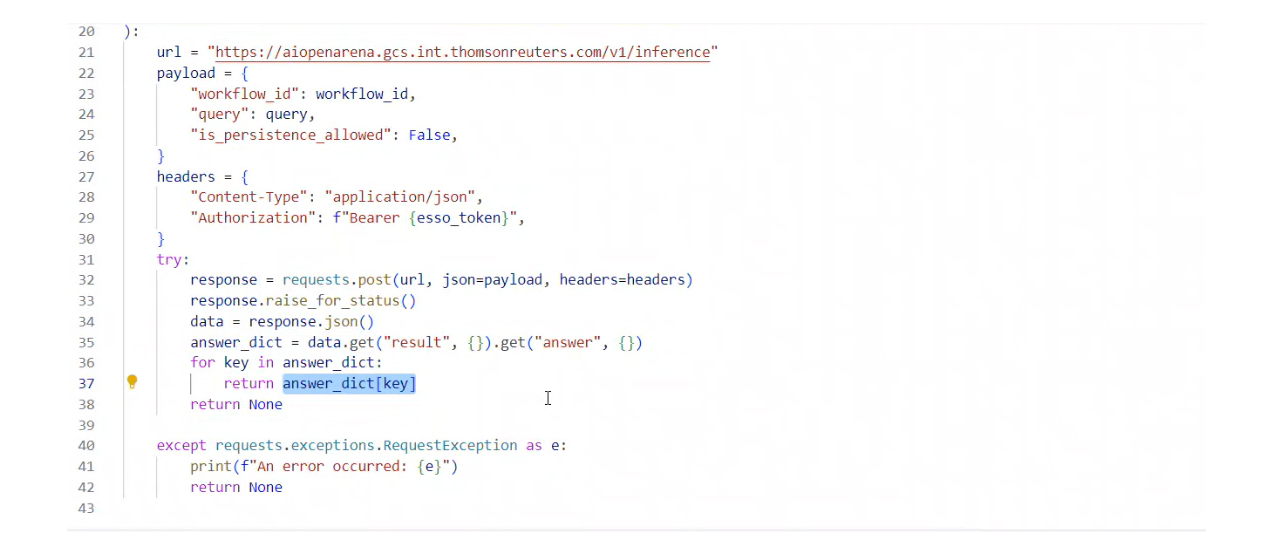 20 ):
21 url = "https://aiopenarena.gcs.int.thomsonreuters.com/v1/inference"
22 payload = {
23 "workflow_id": workflow_id,
24 "query": query,
25 "is_persistence_allowed": False,
26 }
27 headers = {
28 "Content-Type": "application/json",
29 "Authorization": f"Bearer {esso_token}",
30 }
31 try:
32 response = requests.post(url, json=payload, headers=headers)
33 response.raise_for_status()
34 data = response.json()
35 answer_dict = data.get("result", {}).get("answer", {})
36 for key in answer_dict:
37 return answer_dict[key]
38 return None
39
40 except requests.exceptions.RequestException as e:
41 print(f"An error occurred: {e}")
42 return None
43